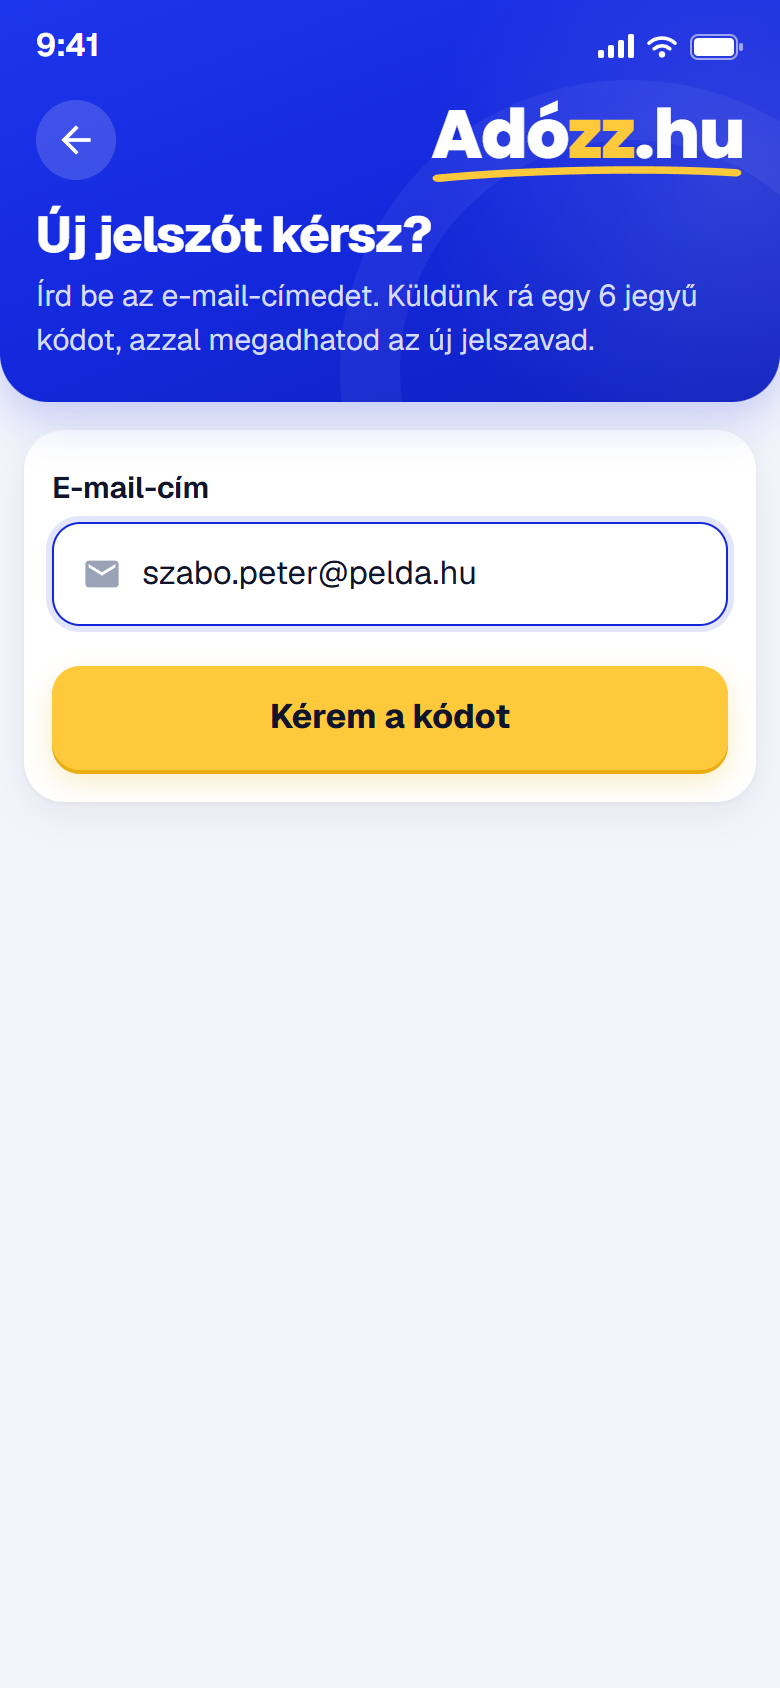 9:41
Adózz.hu
Új jelszót kérsz?
Írd be az e-mail-címedet. Küldünk rá egy 6 jegyű
kódot, azzal megadhatod az új jelszavad.
E-mail-cím
szabo.peter@pelda.hu
Kérem a kódot